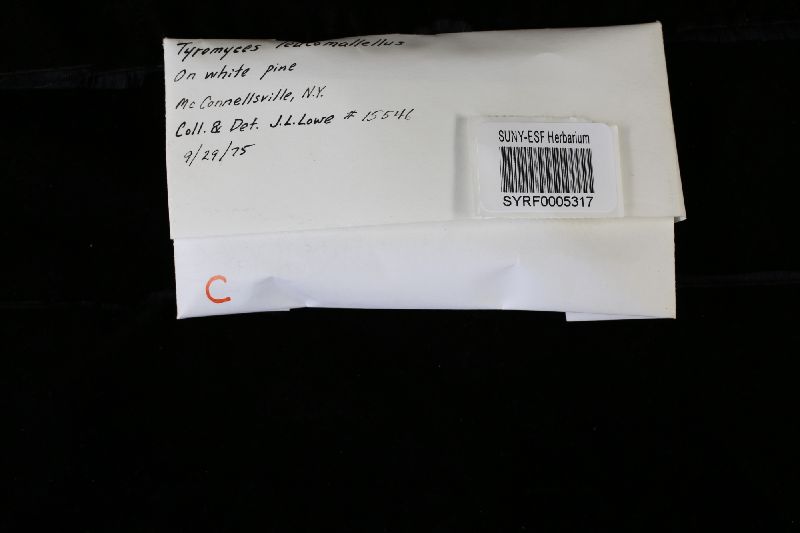 Tyromyces leucomallellus
On white pine
McConnellsville, N.Y.
Coll. & Det. J.L. Lowe # 15546
9/29/75
SUNY-ESF Herbarium
SYRF0005317
C